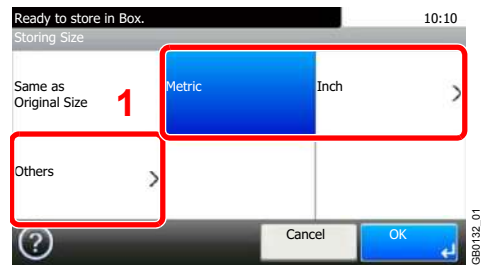 Ready to store in Box.
10:10
Storing Size
Same as
Original Size
1
Metric
Inch
Others
?
Cancel
OK
GB0132_01